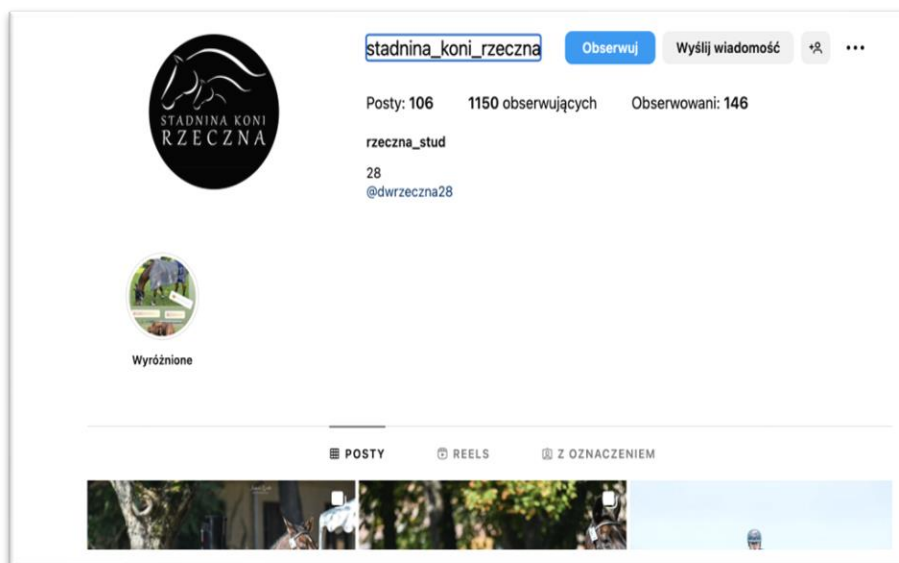 STADNINA KONI
RZECZNA
stadnina_koni_rzeczna
Obserwuj
Wyślij wiadomość
Posty: 106 1150 obserwujących Obserwowani: 146
rzeczna_stud
28
@dwrzeczna28
Wyróżnione
POSTY REELS Z OZNACZENIEM